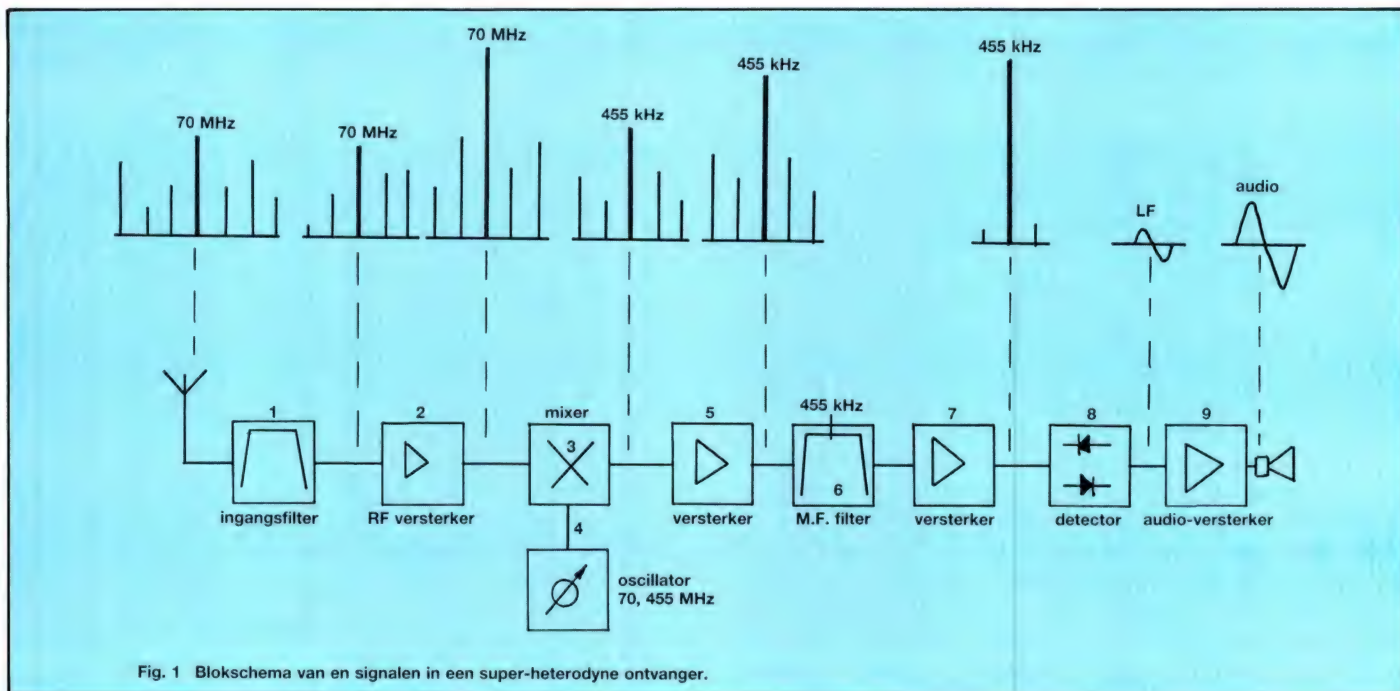 70 MHz
70 MHz
70 MHz
455 kHz
455 kHz
455 kHz
LF
audio
1
ingangsfilter
2
RF versterker
mixer
3
4
oscillator
70, 455 MHz
5
versterker
455 kHz
6
M.F. filter
7
versterker
8
detector
9
audio-versterker
Fig. 1 Blokschema van en signalen in een super-heterodyne ontvanger.